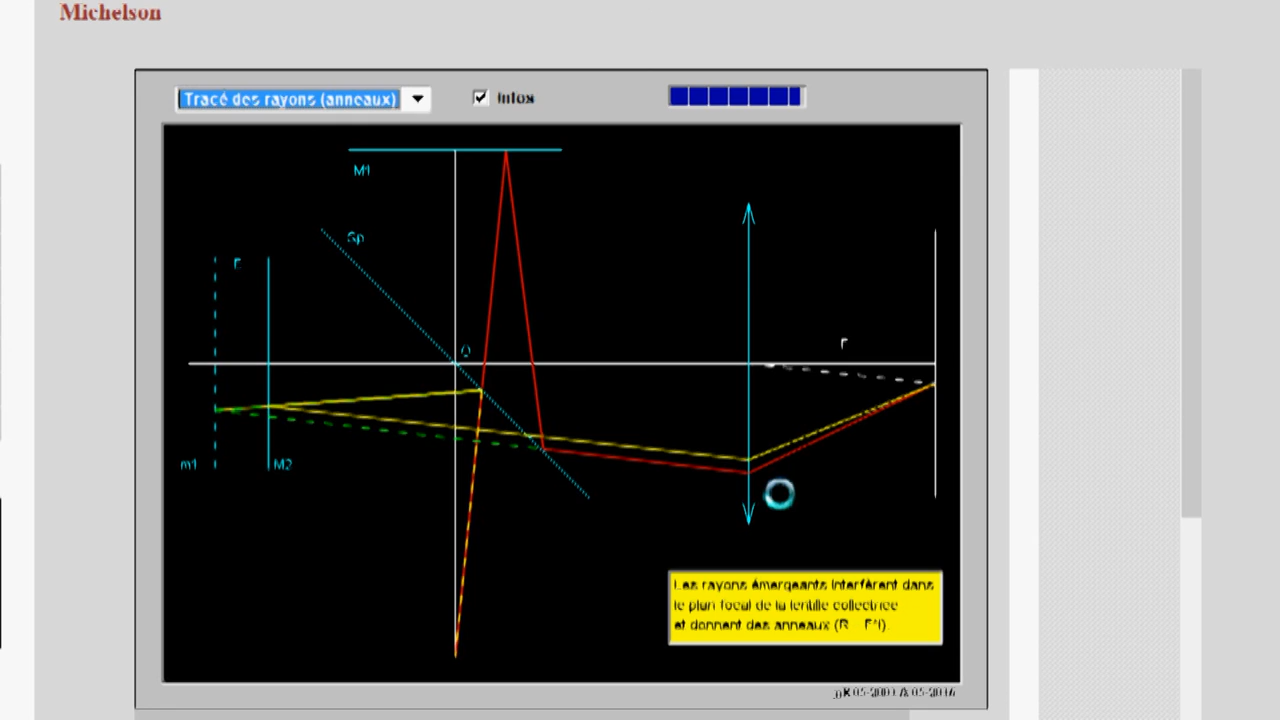 Michelson
Tracé des rayons (anneaux)
Infos
M1
Sp
E
O
F
m1
M2
Les rayons émergeants interfèrent dans
le plan focal de la lentille collectrice
et donnent des anneaux (R